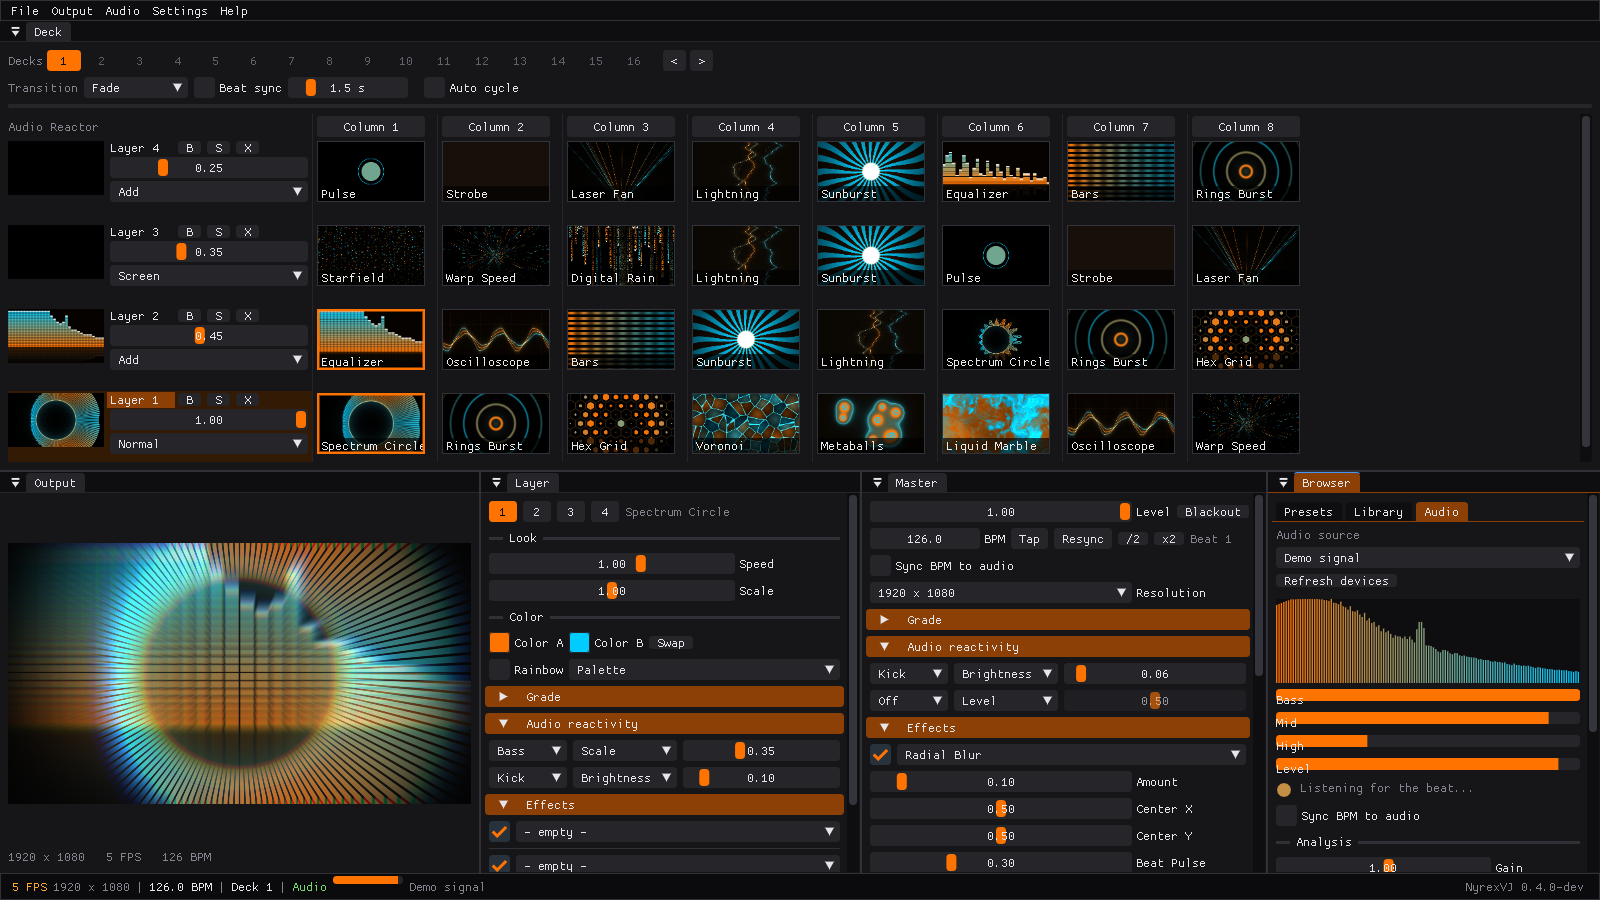 File Output Audio Settings Help
Deck
Decks 1 2 3 4 5 6 7 8 9 10 11 12 13 14 15 16 < >
Transition Fade Beat sync 1.5 s Auto cycle
Audio Reactor Column 1 Column 2 Column 3 Column 4 Column 5 Column 6 Column 7 Column 8
Layer 4 B S X
0.25
Add
Pulse Strobe Laser Fan Lightning Sunburst Equalizer Bars Rings Burst
Layer 3 B S X
0.35
Screen
Starfield Warp Speed Digital Rain Lightning Sunburst Pulse Strobe Laser Fan
Layer 2 B S X
0.45
Add
Equalizer Oscilloscope Bars Sunburst Lightning Spectrum Circle Rings Burst Hex Grid
Layer 1 B S X
1.00
Normal
Spectrum Circle Rings Burst Hex Grid Voronoi Metaballs Liquid Marble Oscilloscope Warp Speed
Output
1920 x 1080 5 FPS 126 BPM
Layer
1 2 3 4 Spectrum Circle
Look
1.00 Speed
1.00 Scale
Color
Color A Color B Swap
Rainbow Palette
Grade
Audio reactivity
Bass Scale 0.35
Kick Brightness 0.10
Effects
- empty -
- empty -
Master
1.00 Level Blackout
126.0 BPM Tap Resync /2 x2 Beat 1
Sync BPM to audio
1920 x 1080 Resolution
Grade
Audio reactivity
Kick Brightness 0.06
Off Level 0.50
Effects
Radial Blur
0.10 Amount
0.50 Center X
0.50 Center Y
0.30 Beat Pulse
Browser
Presets Library Audio
Audio source
Demo signal
Refresh devices
Bass
Mid
High
Level
Listening for the beat...
Sync BPM to audio
Analysis
1.00 Gain
5 FPS 1920 x 1080 | 126.0 BPM | Deck 1 | Audio Demo signal NyrexVJ 0.4.0-dev